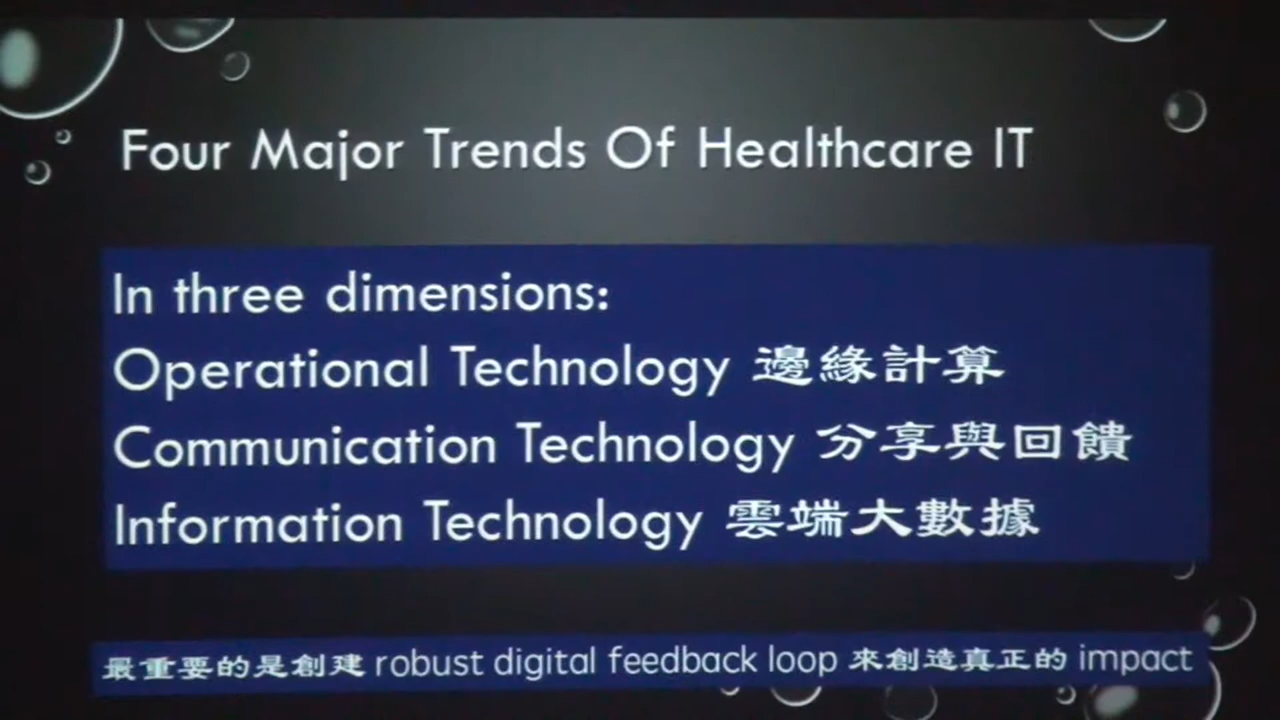 Four Major Trends Of Healthcare IT
In three dimensions:
Operational Technology 邊緣計算
Communication Technology 分享與回饋
Information Technology 雲端大數據
最重要的是創建 robust digital feedback loop 來創造真正的 impact